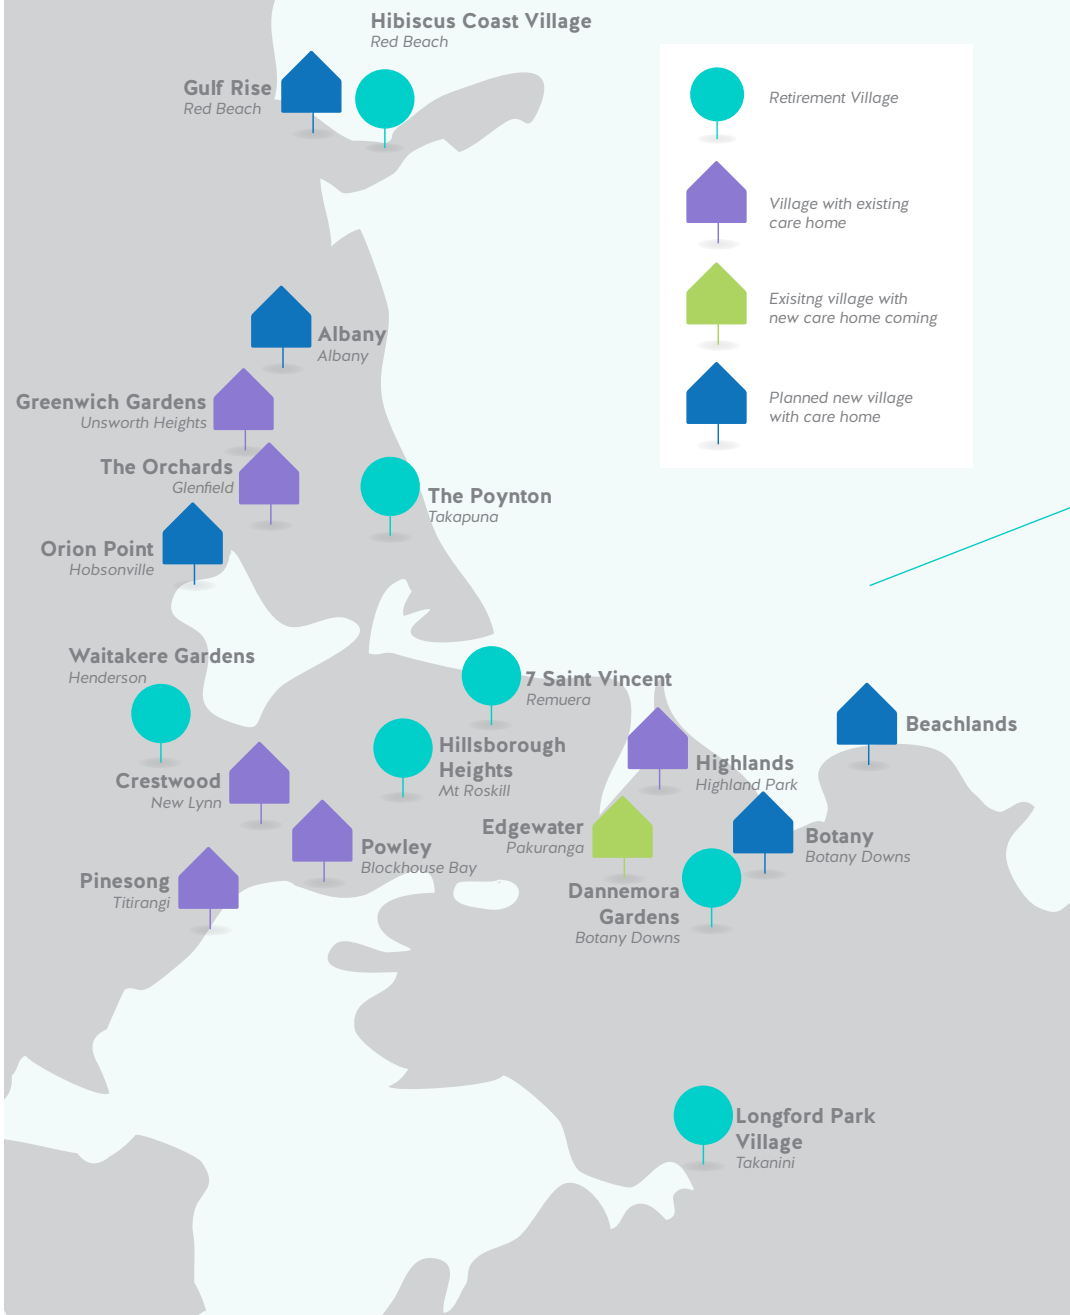 Hibiscus Coast Village
Red Beach
Gulf Rise
Red Beach
Retirement Village
Village with existing
care home
Exisitng village with
new care home coming
Planned new village
with care home
Albany
Albany
Greenwich Gardens
Unsworth Heights
The Orchards
Glenfield
The Poynton
Takapuna
Orion Point
Hobsonville
Waitakere Gardens
Henderson
7 Saint Vincent
Remuera
Hillsborough
Heights
Mt Roskill
Beachlands
Highlands
Highland Park
Crestwood
New Lynn
Edgewater
Pakuranga
Botany
Botany Downs
Powley
Blockhouse Bay
Pinesong
Titirangi
Dannemora
Gardens
Botany Downs
Longford Park
Village
Takanini